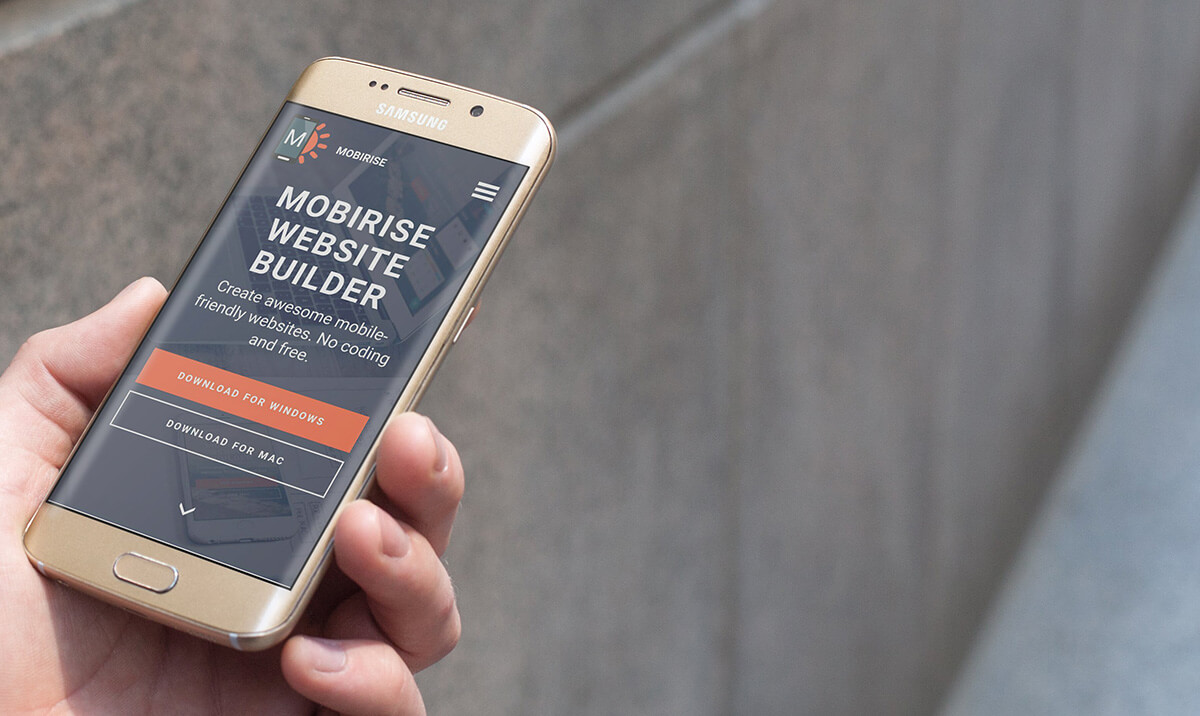 SAMSUNG
M
MOBIRISE
MOBIRISE
WEBSITE
BUILDER
Create awesome mobile-
friendly websites. No coding
and free.
DOWNLOAD FOR WINDOWS
DOWNLOAD FOR MAC